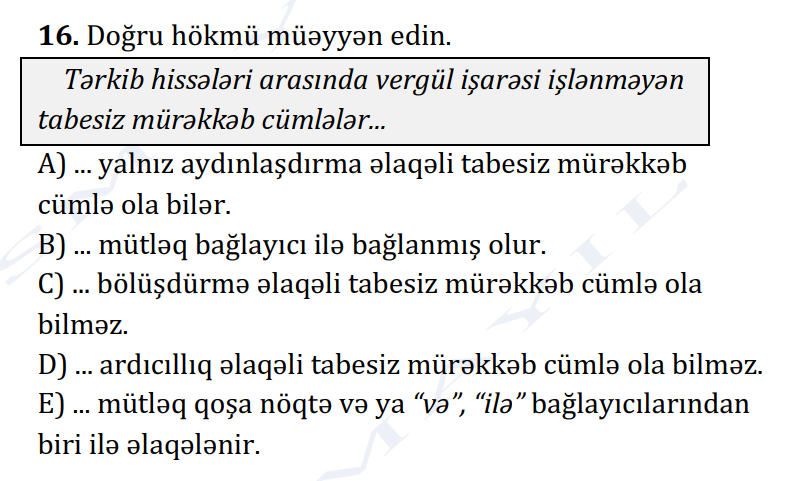 16. Doğru hökmü müəyyən edin.
Tərkib hissələri arasında vergül işarəsi işlənməyən
tabesiz mürəkkəb cümlələr...
A) ... yalnız aydınlaşdırma əlaqəli tabesiz mürəkkəb
cümlə ola bilər.
B) ... mütləq bağlayıcı ilə bağlanmış olur.
C) ... bölüşdürmə əlaqəli tabesiz mürəkkəb cümlə ola
bilməz.
D) ... ardıcıllıq əlaqəli tabesiz mürəkkəb cümlə ola bilməz.
E) ... mütləq qoşa nöqtə və ya “və”, “ilə” bağlayıcılarından
biri ilə əlaqələnir.